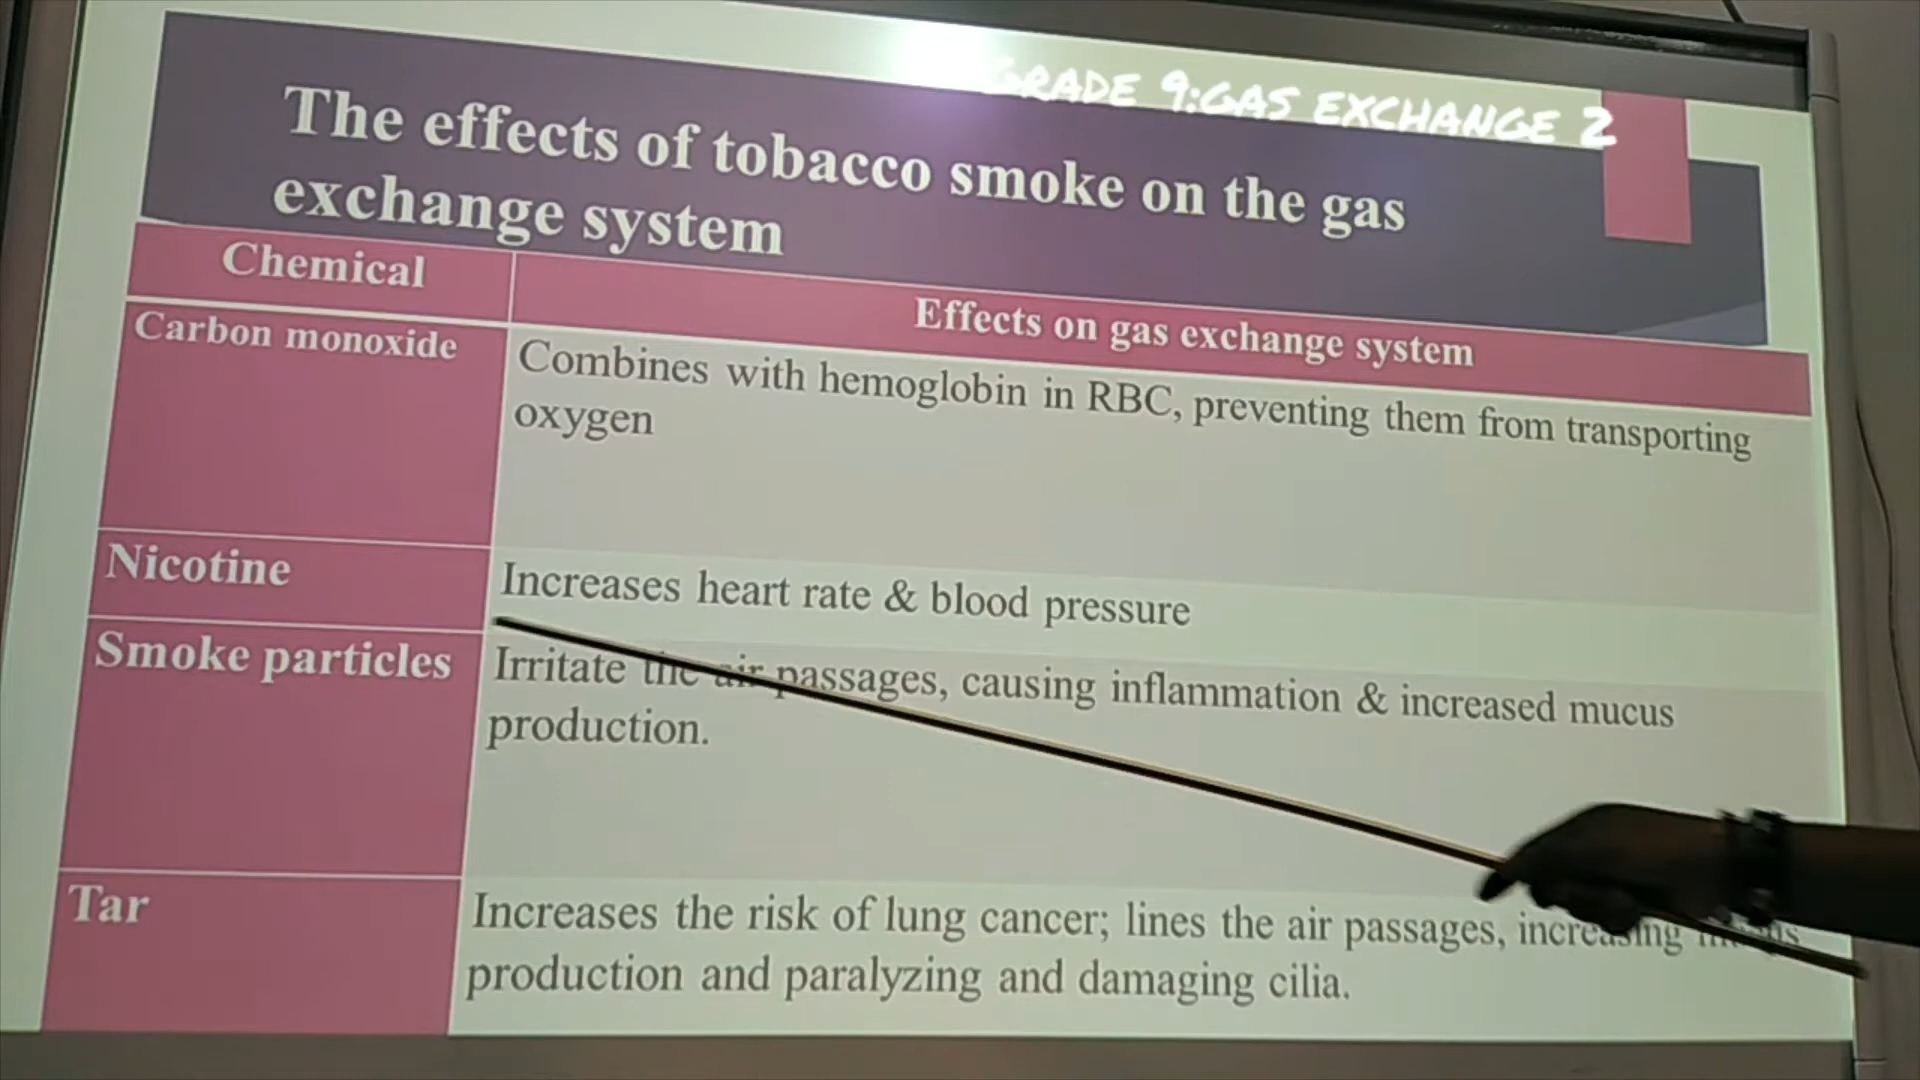 GRADE 9:GAS EXCHANGE 2
The effects of tobacco smoke on the gas
exchange system
Chemical
Effects on gas exchange system
Carbon monoxide
Combines with hemoglobin in RBC, preventing them from transporting
oxygen
Nicotine
Increases heart rate & blood pressure
Smoke particles
Irritate the air passages, causing inflammation & increased mucus
production.
Tar
Increases the risk of lung cancer; lines the air passages, increasing
production and paralyzing and damaging cilia.